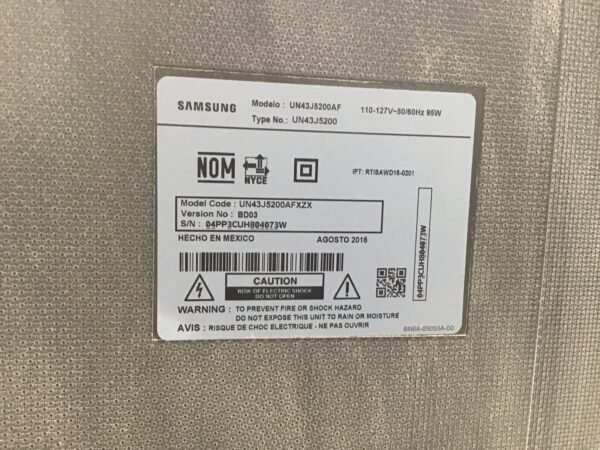 SAMSUNG Modelo : UN43J5200AF 110-127V~50/60Hz 95W
Type No.: UN43J5200
NOM NYCE
IFT: RTISAWD15-0201
Model Code : UN43J5200AFXZX
Version No : BD03
S/N : 04PP3CUH804073W
HECHO EN MEXICO AGOSTO 2016
CAUTION
RISK OF ELECTRIC SHOCK
DO NOT OPEN
04PP3CUH804073W
WARNING : TO PREVENT FIRE OR SHOCK HAZARD
DO NOT EXPOSE THIS UNIT TO RAIN OR MOISTURE
AVIS : RISQUE DE CHOC ELECTRIQUE - NE PAS OUVRIR
BN68-05050A-00